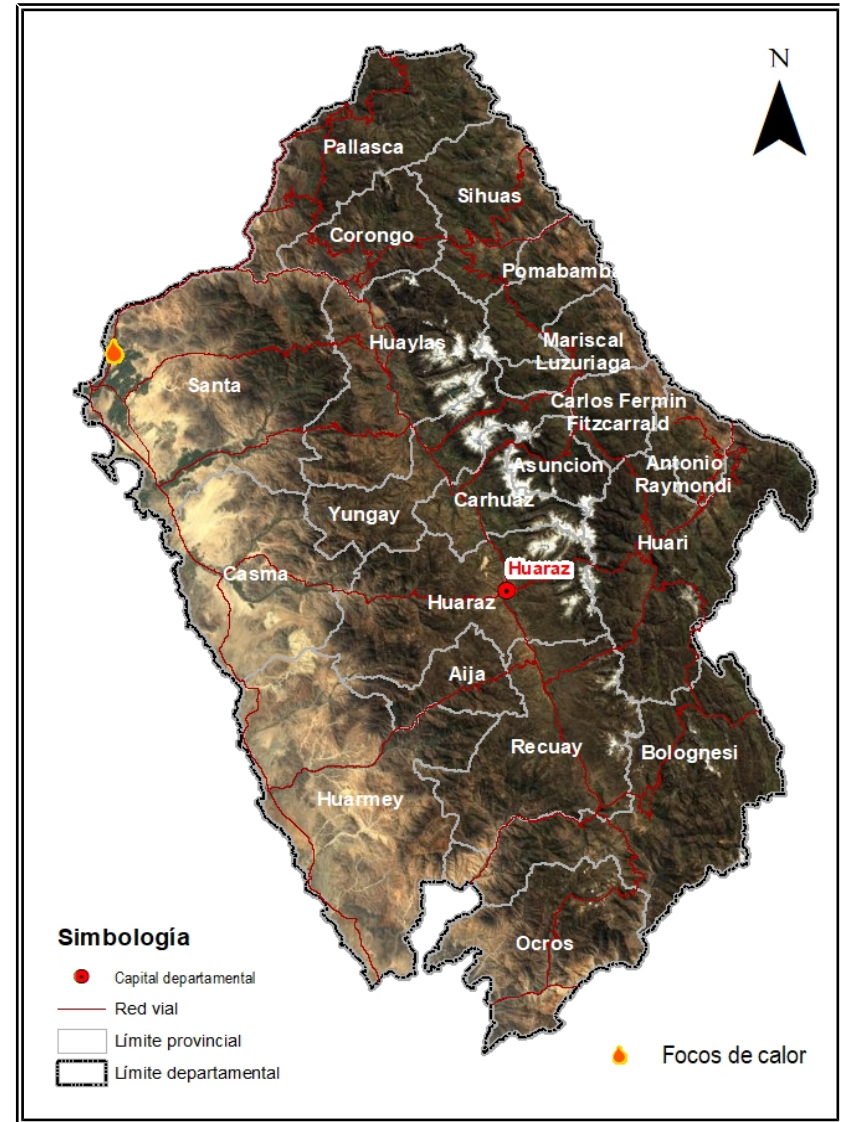 N
Pallasca
Sihuas
Corongo
Pomabamb
Huaylas
Mariscal
Luzuriaga
Santa
Carlos Fermin
Fitzcarrald
Asuncion
Antonio
Raymondi
Carhuaz
Yungay
Huari
Huaraz
Casma
Huaraz
Aija
Recuay
Bolognesi
Huarmey
Ocros
Simbología
Capital departamental
Red vial
Límite provincial
Límite departamental
Focos de calor